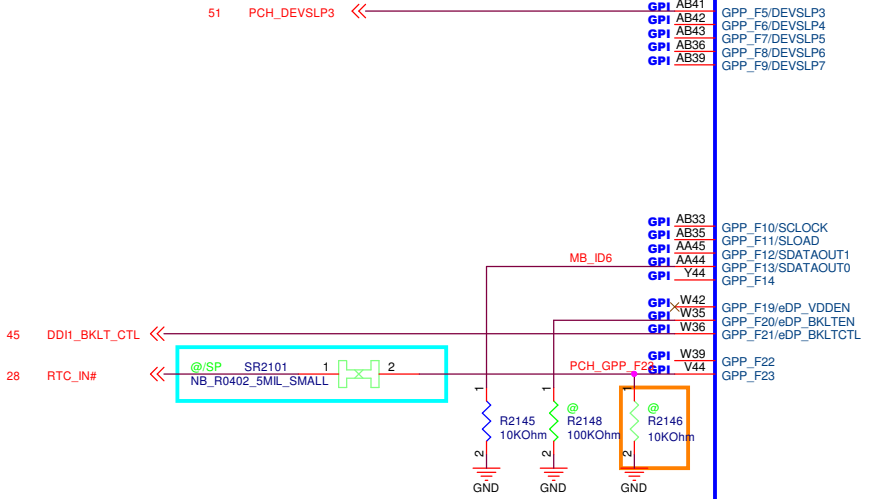 51 PCH_DEVSLP3 GPI AB41 GPP_F5/DEVSLP3
GPI AB42 GPP_F6/DEVSLP4
GPI AB43 GPP_F7/DEVSLP5
GPI AB36 GPP_F8/DEVSLP6
GPI AB39 GPP_F9/DEVSLP7
GPI AB33 GPP_F10/SCLOCK
GPI AB35 GPP_F11/SLOAD
GPI AA45 GPP_F12/SDATAOUT1
MB_ID6 GPI AA44 GPP_F13/SDATAOUT0
GPI Y44 GPP_F14
GPI W42 GPP_F19/eDP_VDDEN
GPI W35 GPP_F20/eDP_BKLTEN
45 DDI1_BKLT_CTL W36 GPP_F21/eDP_BKLTCTL
GPI W39 GPP_F22
@/SP SR2101 1 2
28 RTC_IN# PCH_GPP_F23 GPI V44 GPP_F23
NB_R0402_5MIL_SMALL
1 1 1
@ @
R2145 R2148 R2146
10KOhm 100KOhm 10KOhm
2 2 2
GND GND GND